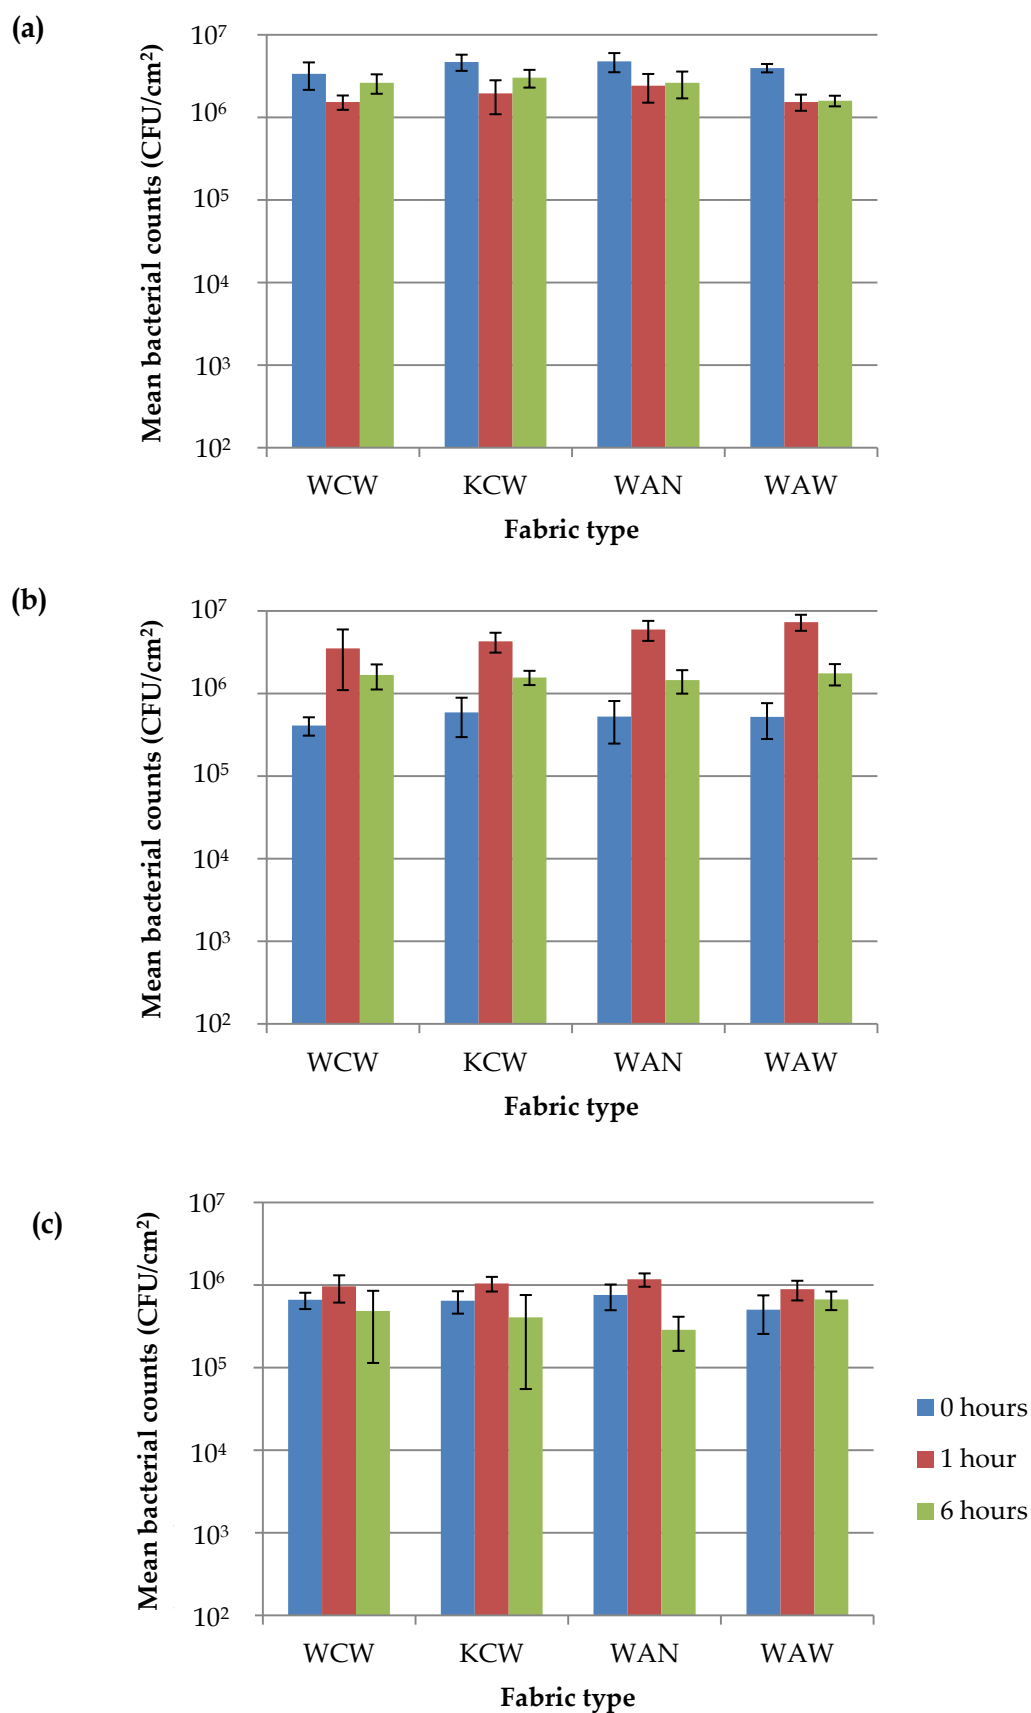 (a)
Mean bacterial counts (CFU/cm²)
10⁷
10⁶
10⁵
10⁴
10³
10²
WCW KCW WAN WAW
Fabric type
(b)
Mean bacterial counts (CFU/cm²)
10⁷
10⁶
10⁵
10⁴
10³
10²
WCW KCW WAN WAW
Fabric type
(c)
Mean bacterial counts (CFU/cm²)
10⁷
10⁶
10⁵
10⁴
10³
10²
WCW KCW WAN WAW
Fabric type
0 hours
1 hour
6 hours